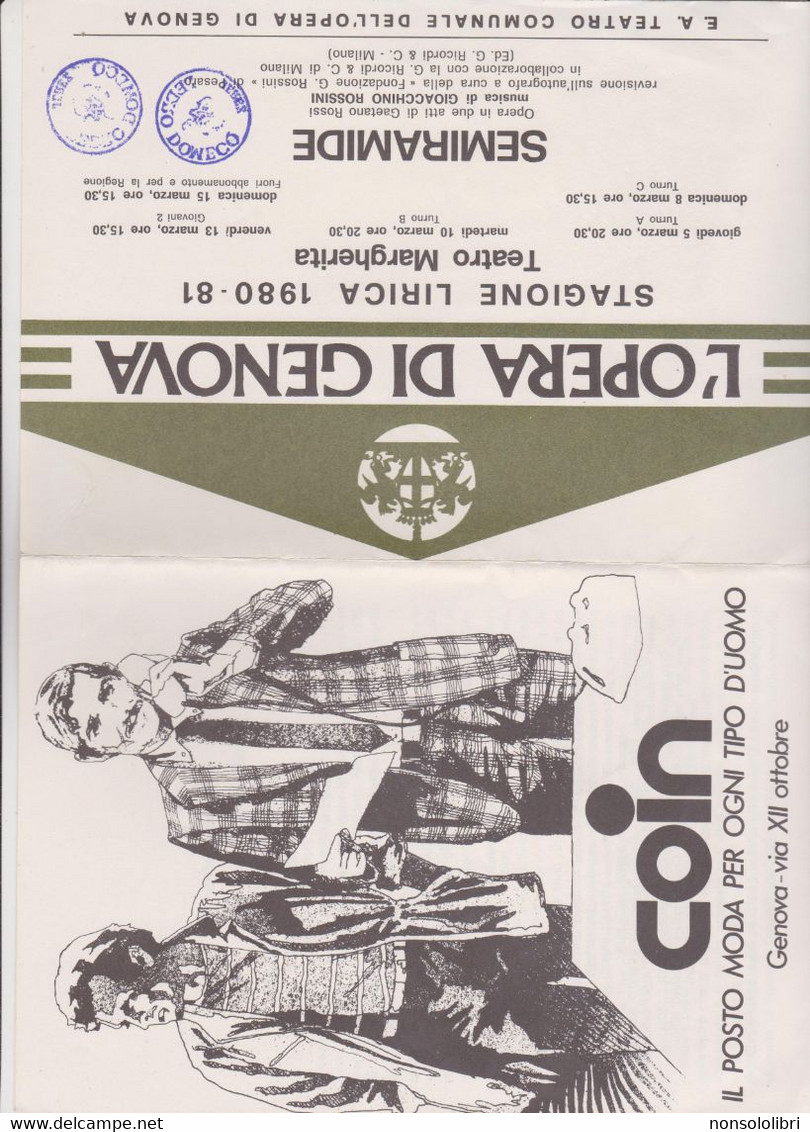 L'OPERA DI GENOVA
STAGIONE LIRICA 1980-81
Teatro Margherita
giovedì 5 marzo, ore 20,30
Turno A
martedì 10 marzo, ore 20,30
Turno B
venerdì 13 marzo, ore 15,30
Giovani 2
domenica 8 marzo, ore 15,30
Turno C
domenica 15 marzo, ore 15,30
Fuori abbonamento e per la Regione
SEMIRAMIDE
Opera in due atti di Gaetano Rossi
musica di GIOACCHINO ROSSINI
revisione sull'autografo a cura della « Fondazione G. Rossini » di Pesaro
in collaborazione con la G. Ricordi & C. di Milano
(Ed. G. Ricordi & C. - Milano)
E. A. TEATRO COMUNALE DELL'OPERA DI GENOVA
coin
IL POSTO MODA PER OGNI TIPO D'UOMO
Genova - via XII ottobre
nonsololibri